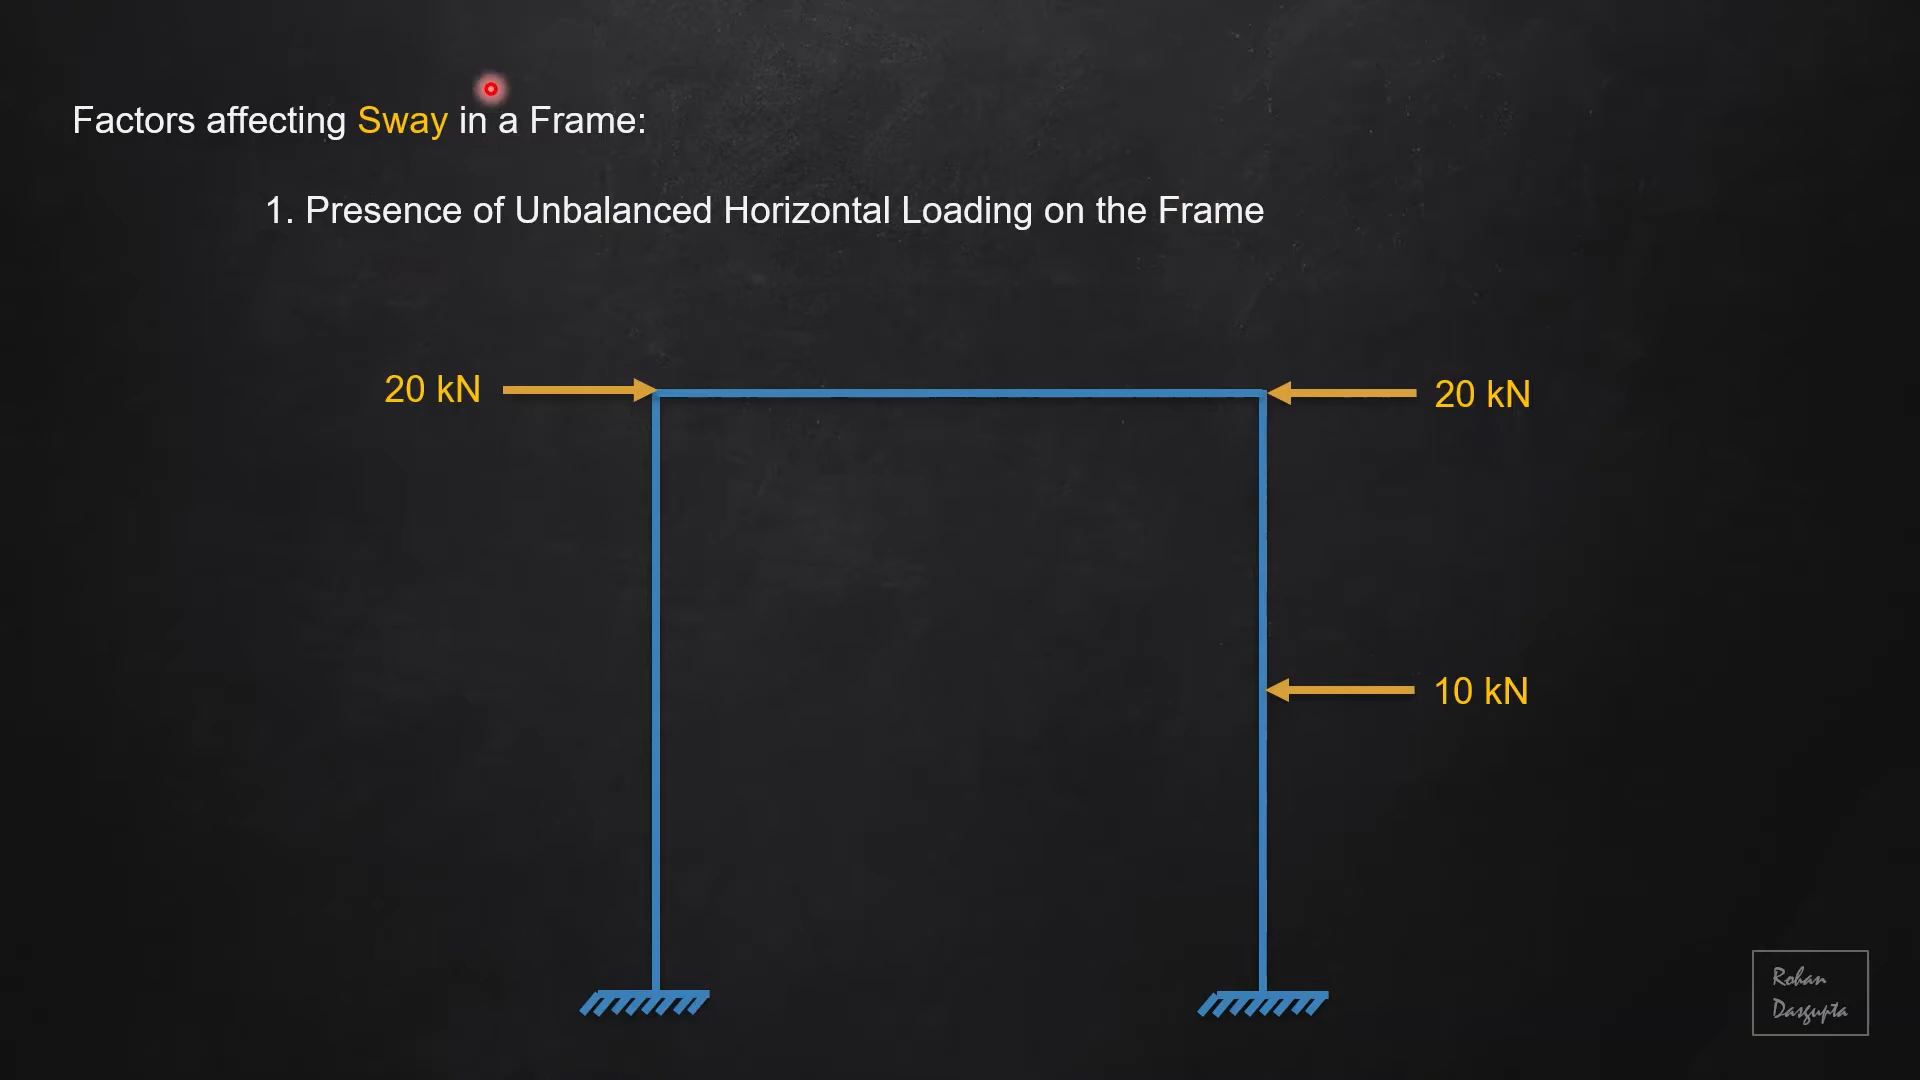 Factors affecting Sway in a Frame:
1. Presence of Unbalanced Horizontal Loading on the Frame
20 kN
20 kN
10 kN
Rohan
Dasgupta